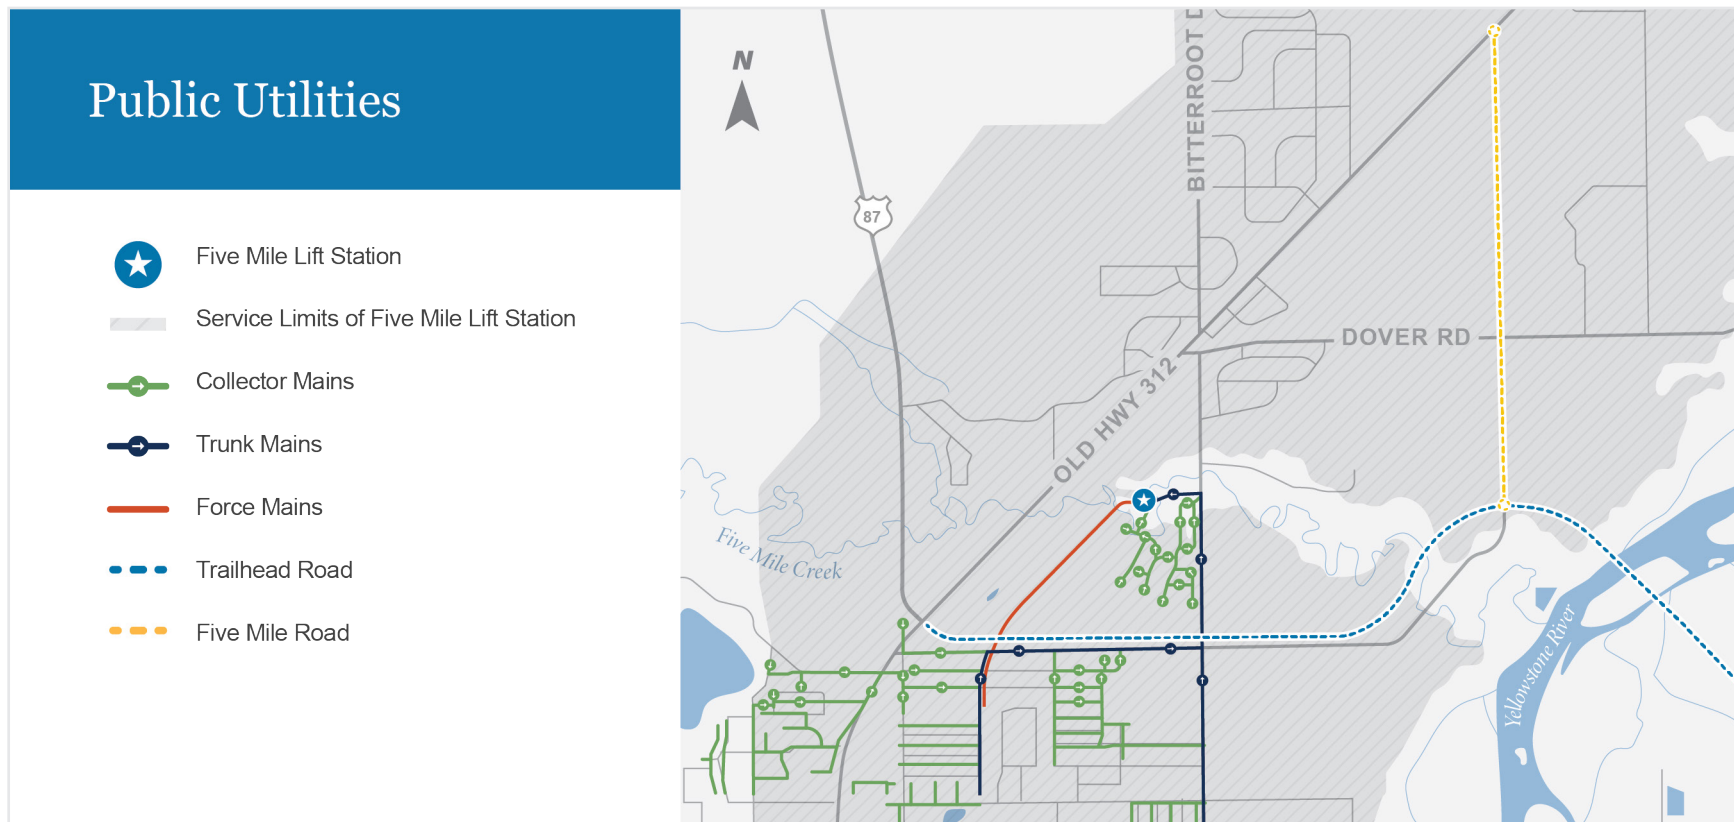 Public Utilities
Five Mile Lift Station
Service Limits of Five Mile Lift Station
Collector Mains
Trunk Mains
Force Mains
Trailhead Road
Five Mile Road
N
87
BITTERROOT D
DOVER RD
OLD HWY 312
Five Mile Creek
Yellowstone River